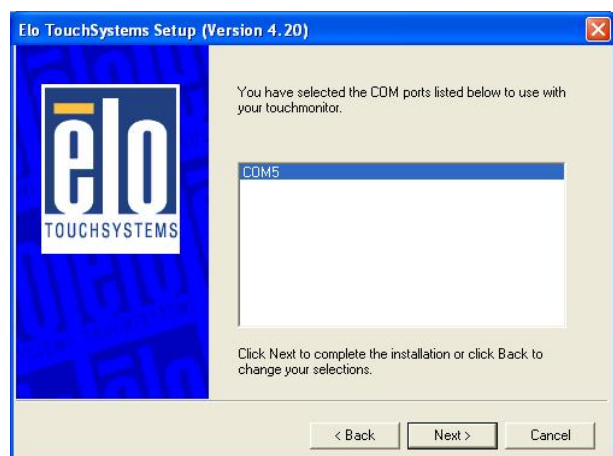 Elo TouchSystems Setup (Version 4.20)
elo
TOUCHSYSTEMS
You have selected the COM ports listed below to use with
your touchmonitor.
COM5
Click Next to complete the installation or click Back to
change your selections.
< Back
Next >
Cancel